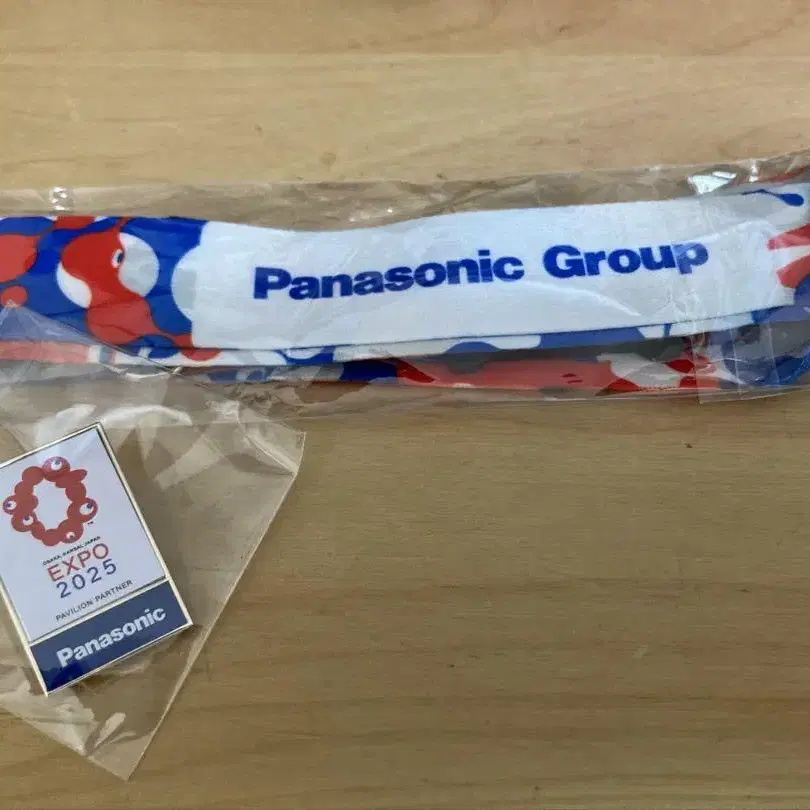 Panasonic Group
OSAKA, KANSAI, JAPAN
EXPO
2025
PAVILION PARTNER
Panasonic